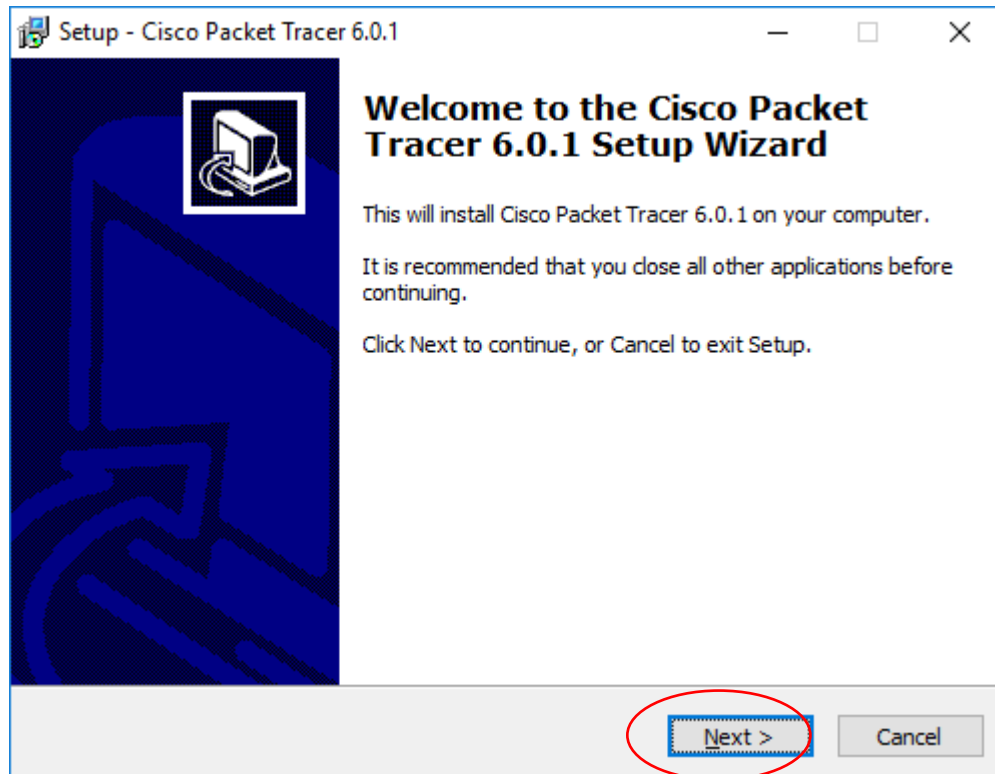 Setup - Cisco Packet Tracer 6.0.1
Welcome to the Cisco Packet
Tracer 6.0.1 Setup Wizard
This will install Cisco Packet Tracer 6.0.1 on your computer.
It is recommended that you close all other applications before
continuing.
Click Next to continue, or Cancel to exit Setup.
Next >
Cancel